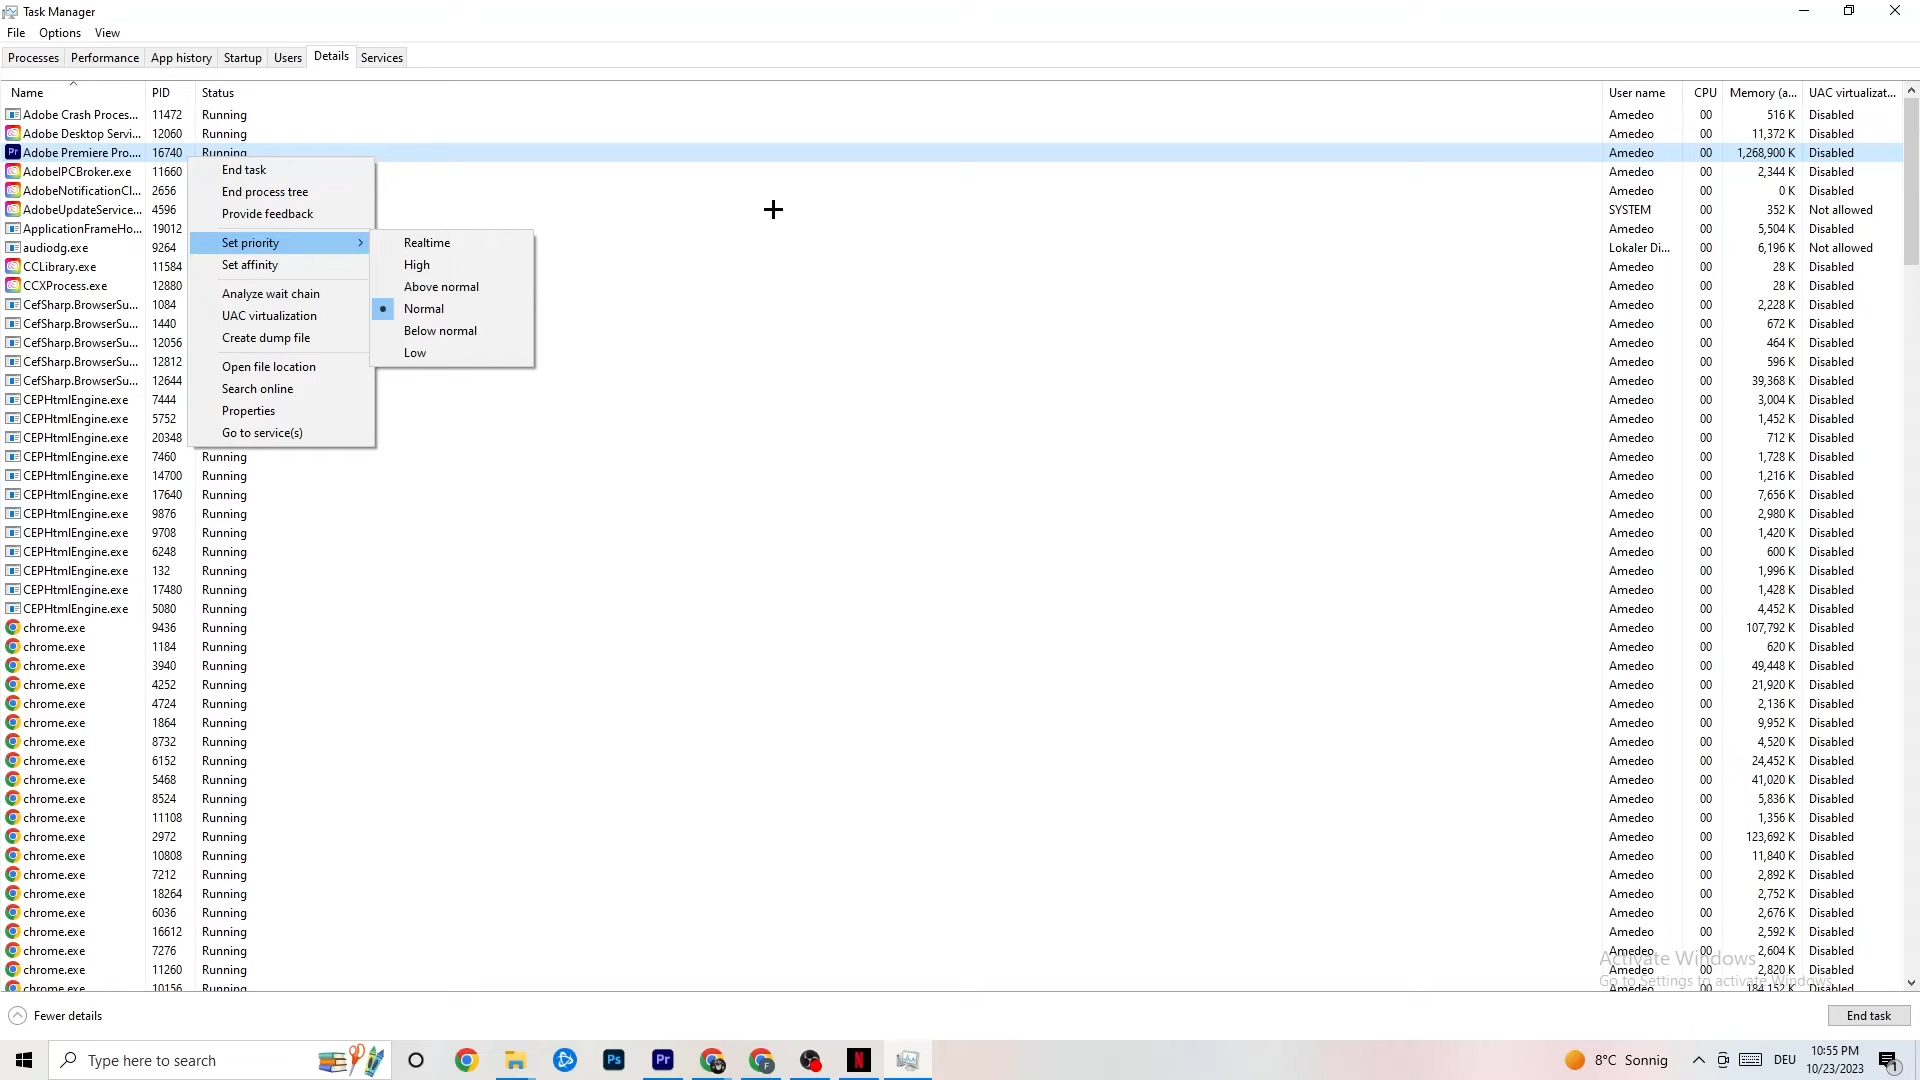 Task Manager
File Options View
Processes Performance App history Startup Users Details Services
Name PID Status User name CPU Memory (a... UAC virtualizat...
Adobe Crash Proces... 11472 Running Amedeo 00 516 K Disabled
Adobe Desktop Servi... 12060 Running Amedeo 00 11,372 K Disabled
Adobe Premiere Pro.... 16740 Running Amedeo 00 1,268,900 K Disabled
AdobeIPCBroker.exe 11660 Amedeo 00 2,344 K Disabled
AdobeNotificationCl... 2656 Amedeo 00 0 K Disabled
AdobeUpdateService... 4596 SYSTEM 00 352 K Not allowed
ApplicationFrameHo... 19012 Amedeo 00 5,504 K Disabled
audiodg.exe 9264 Lokaler Di... 00 6,196 K Not allowed
CCLibrary.exe 11584 Amedeo 00 28 K Disabled
CCXProcess.exe 12880 Amedeo 00 28 K Disabled
CefSharp.BrowserSu... 1084 Amedeo 00 2,228 K Disabled
CefSharp.BrowserSu... 1440 Amedeo 00 672 K Disabled
CefSharp.BrowserSu... 12056 Amedeo 00 464 K Disabled
CefSharp.BrowserSu... 12812 Amedeo 00 596 K Disabled
CefSharp.BrowserSu... 12644 Amedeo 00 39,368 K Disabled
CEPHtmlEngine.exe 7444 Amedeo 00 3,004 K Disabled
CEPHtmlEngine.exe 5752 Amedeo 00 1,452 K Disabled
CEPHtmlEngine.exe 20348 Amedeo 00 712 K Disabled
CEPHtmlEngine.exe 7460 Running Amedeo 00 1,728 K Disabled
CEPHtmlEngine.exe 14700 Running Amedeo 00 1,216 K Disabled
CEPHtmlEngine.exe 17640 Running Amedeo 00 7,656 K Disabled
CEPHtmlEngine.exe 9876 Running Amedeo 00 2,980 K Disabled
CEPHtmlEngine.exe 9708 Running Amedeo 00 1,420 K Disabled
CEPHtmlEngine.exe 6248 Running Amedeo 00 600 K Disabled
CEPHtmlEngine.exe 132 Running Amedeo 00 1,996 K Disabled
CEPHtmlEngine.exe 17480 Running Amedeo 00 1,428 K Disabled
CEPHtmlEngine.exe 5080 Running Amedeo 00 4,452 K Disabled
chrome.exe 9436 Running Amedeo 00 107,792 K Disabled
chrome.exe 1184 Running Amedeo 00 620 K Disabled
chrome.exe 3940 Running Amedeo 00 49,448 K Disabled
chrome.exe 4252 Running Amedeo 00 21,920 K Disabled
chrome.exe 4724 Running Amedeo 00 2,136 K Disabled
chrome.exe 1864 Running Amedeo 00 9,952 K Disabled
chrome.exe 8732 Running Amedeo 00 4,520 K Disabled
chrome.exe 6152 Running Amedeo 00 24,452 K Disabled
chrome.exe 5468 Running Amedeo 00 41,020 K Disabled
chrome.exe 8524 Running Amedeo 00 5,836 K Disabled
chrome.exe 11108 Running Amedeo 00 1,356 K Disabled
chrome.exe 2972 Running Amedeo 00 123,692 K Disabled
chrome.exe 10808 Running Amedeo 00 11,840 K Disabled
chrome.exe 7212 Running Amedeo 00 2,892 K Disabled
chrome.exe 18264 Running Amedeo 00 2,752 K Disabled
chrome.exe 6036 Running Amedeo 00 2,676 K Disabled
chrome.exe 16612 Running Amedeo 00 2,592 K Disabled
chrome.exe 7276 Running Amedeo 00 2,604 K Disabled
chrome.exe 11260 Running Amedeo 00 2,820 K Disabled
chrome.exe 10156 Running Amedeo 00 184,152 K Disabled
End task
End process tree
Provide feedback
Set priority
Set affinity
Analyze wait chain
UAC virtualization
Create dump file
Open file location
Search online
Properties
Go to service(s)
Realtime
High
Above normal
Normal
Below normal
Low
Activate Windows
Go to Settings to activate Windows.
Fewer details End task
Type here to search Ps Pr F N 8°C Sonnig DEU 10:55 PM
10/23/2023 1